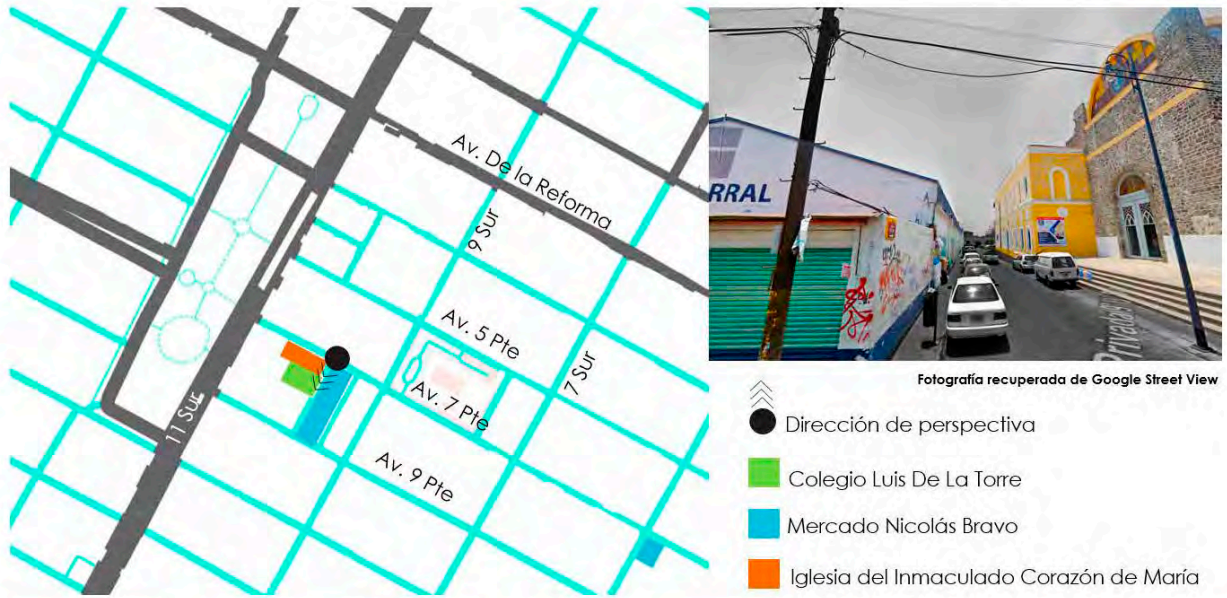 Av. De la Reforma
9 Sur
Av. 5 Pte
7 Sur
Av. 7 Pte
11 Sur
Av. 9 Pte
RRAL
Privada
Fotografía recuperada de Google Street View
Dirección de perspectiva
Colegio Luis De La Torre
Mercado Nicolás Bravo
Iglesia del Inmaculado Corazón de María